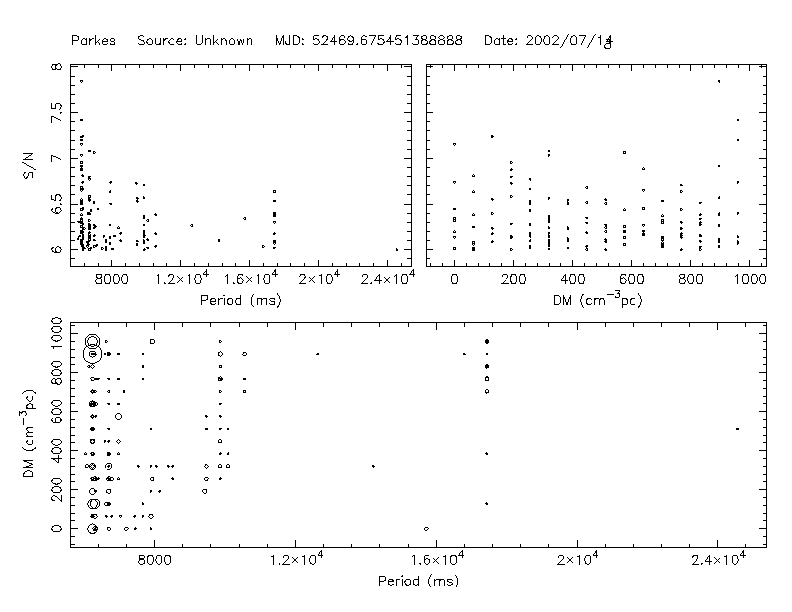 Parkes Source: Unknown MJD: 52469.675451388888 Date: 2002/07/14
S/N
8
7.5
7
6.5
6
8000 1.2×10⁴ 1.6×10⁴ 2×10⁴ 2.4×10⁴
Period (ms)
0 200 400 600 800 1000
DM (cm⁻³pc)
DM (cm⁻³pc)
1000
800
600
400
200
0
8000 1.2×10⁴ 1.6×10⁴ 2×10⁴ 2.4×10⁴
Period (ms)